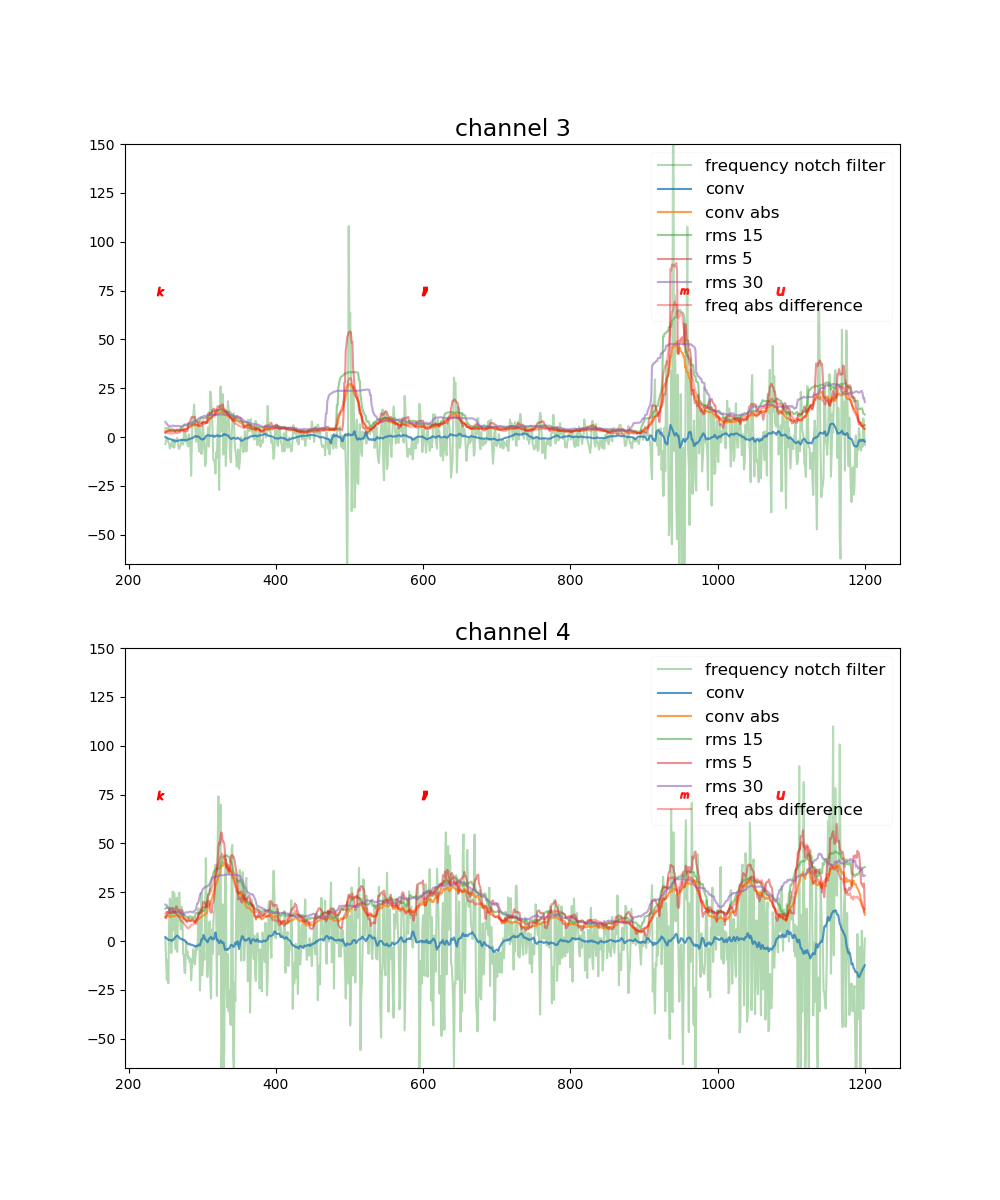 channel 3
150
125
100
75
50
25
0
−25
−50
frequency notch filter
conv
conv abs
rms 15
rms 5
rms 30
freq abs difference
k , m u
200 400 600 800 1000 1200
channel 4
150
125
100
75
50
25
0
−25
−50
frequency notch filter
conv
conv abs
rms 15
rms 5
rms 30
freq abs difference
k , m u
200 400 600 800 1000 1200